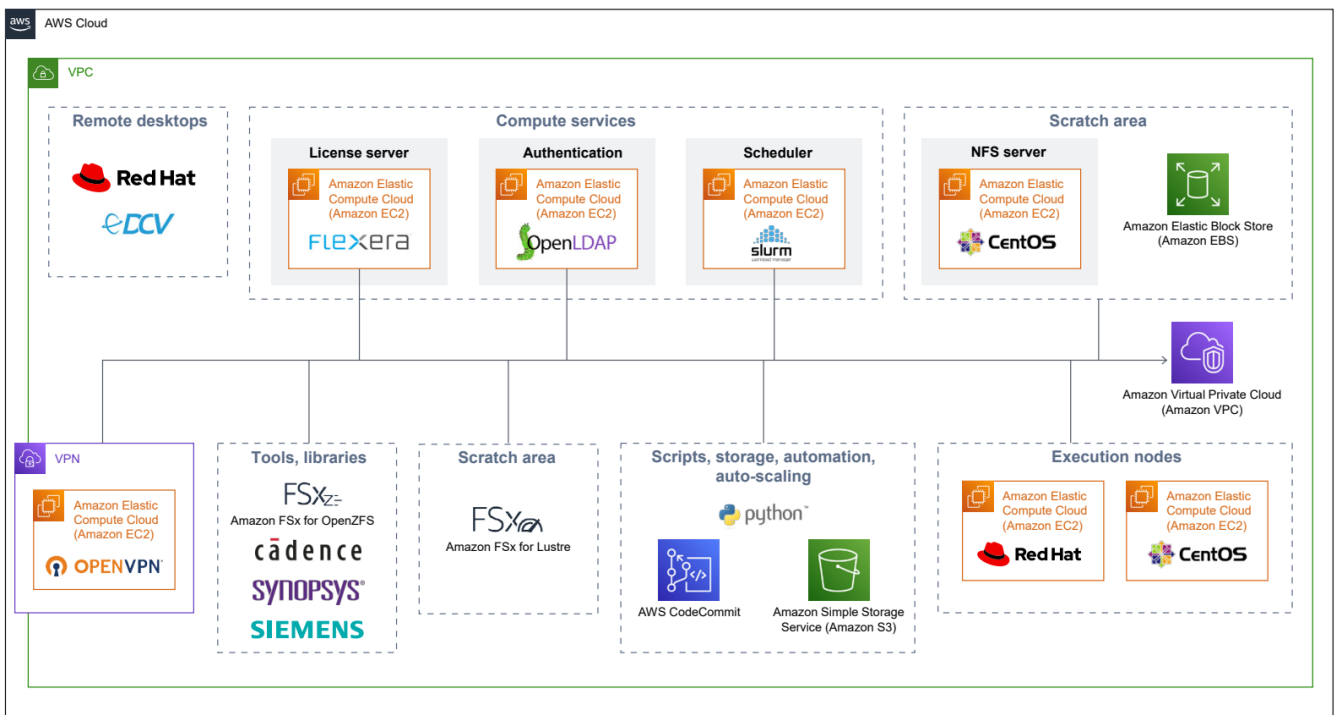 aws
AWS Cloud
VPC
Remote desktops
Red Hat
DCV
Compute services
License server
Amazon Elastic
Compute Cloud
(Amazon EC2)
FLEXera
Authentication
Amazon Elastic
Compute Cloud
(Amazon EC2)
OpenLDAP
Scheduler
Amazon Elastic
Compute Cloud
(Amazon EC2)
slurm
workload manager
Scratch area
NFS server
Amazon Elastic
Compute Cloud
(Amazon EC2)
CentOS
Amazon Elastic Block Store
(Amazon EBS)
Amazon Virtual Private Cloud
(Amazon VPC)
VPN
Amazon Elastic
Compute Cloud
(Amazon EC2)
OPENVPN
Tools, libraries
FSx
Amazon FSx for OpenZFS
cādence
SYNOPSYS®
SIEMENS
Scratch area
FSx
Amazon FSx for Lustre
Scripts, storage, automation,
auto-scaling
python™
AWS CodeCommit
Amazon Simple Storage
Service (Amazon S3)
Execution nodes
Amazon Elastic
Compute Cloud
(Amazon EC2)
Red Hat
Amazon Elastic
Compute Cloud
(Amazon EC2)
CentOS